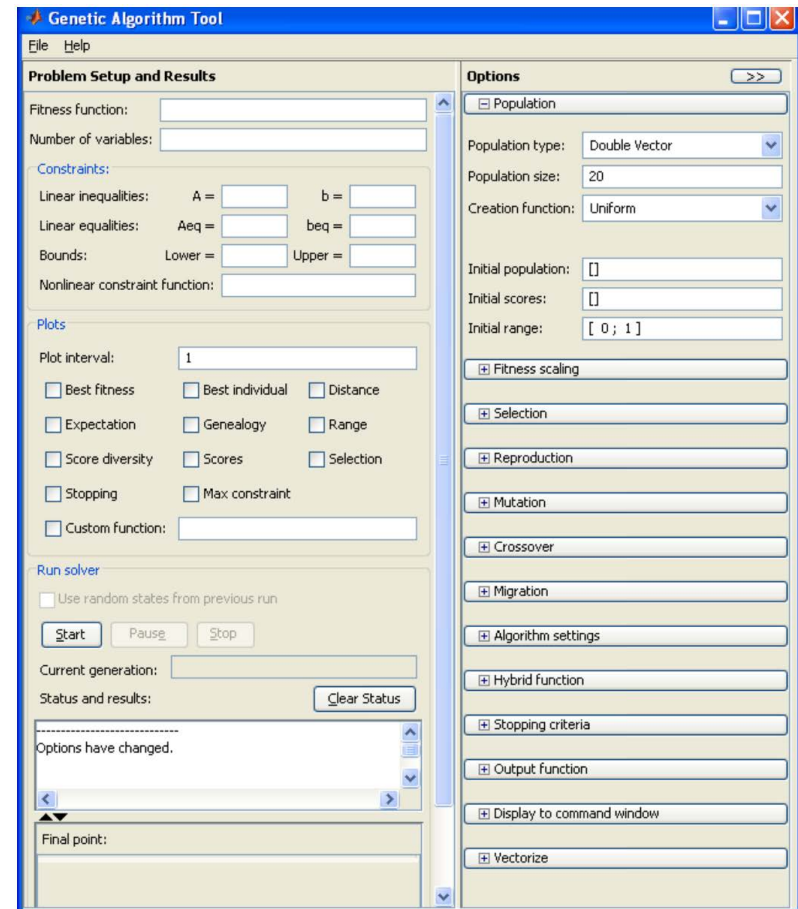 Genetic Algorithm Tool
File Help
Problem Setup and Results
Fitness function:
Number of variables:
Constraints:
Linear inequalities: A = b =
Linear equalities: Aeq = beq =
Bounds: Lower = Upper =
Nonlinear constraint function:
Plots
Plot interval: 1
Best fitness Best individual Distance
Expectation Genealogy Range
Score diversity Scores Selection
Stopping Max constraint
Custom function:
Run solver
Use random states from previous run
Start Pause Stop
Current generation:
Status and results: Clear Status
-----------------------------
Options have changed.
Final point:
Options >>
Population
Population type: Double Vector
Population size: 20
Creation function: Uniform
Initial population: []
Initial scores: []
Initial range: [ 0 ; 1 ]
Fitness scaling
Selection
Reproduction
Mutation
Crossover
Migration
Algorithm settings
Hybrid function
Stopping criteria
Output function
Display to command window
Vectorize